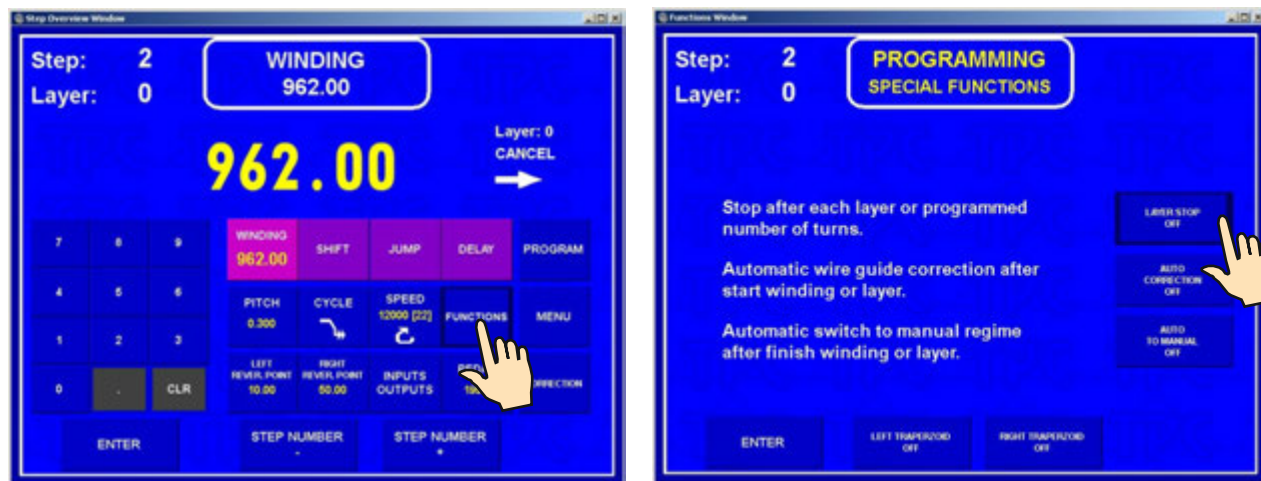 Step Overview Window
Step: 2
Layer: 0
WINDING
962.00
962.00
Layer: 0
CANCEL
7 8 9
4 5 6
1 2 3
0 . CLR
WINDING
962.00
SHIFT
JUMP
DELAY
PROGRAM
PITCH
0.300
CYCLE
SPEED
12000 [22]
FUNCTIONS
MENU
LEFT
REVER. POINT
10.00
RIGHT
REVER. POINT
50.00
INPUTS
OUTPUTS
ENTER
STEP NUMBER
-
STEP NUMBER
+
Functions Window
Step: 2
Layer: 0
PROGRAMMING
SPECIAL FUNCTIONS
Stop after each layer or programmed
number of turns.
LAYER STOP
OFF
Automatic wire guide correction after
start winding or layer.
AUTO
CORRECTION
OFF
Automatic switch to manual regime
after finish winding or layer.
AUTO
TO MANUAL
OFF
ENTER
LEFT TRAPERZOID
OFF
RIGHT TRAPERZOID
OFF